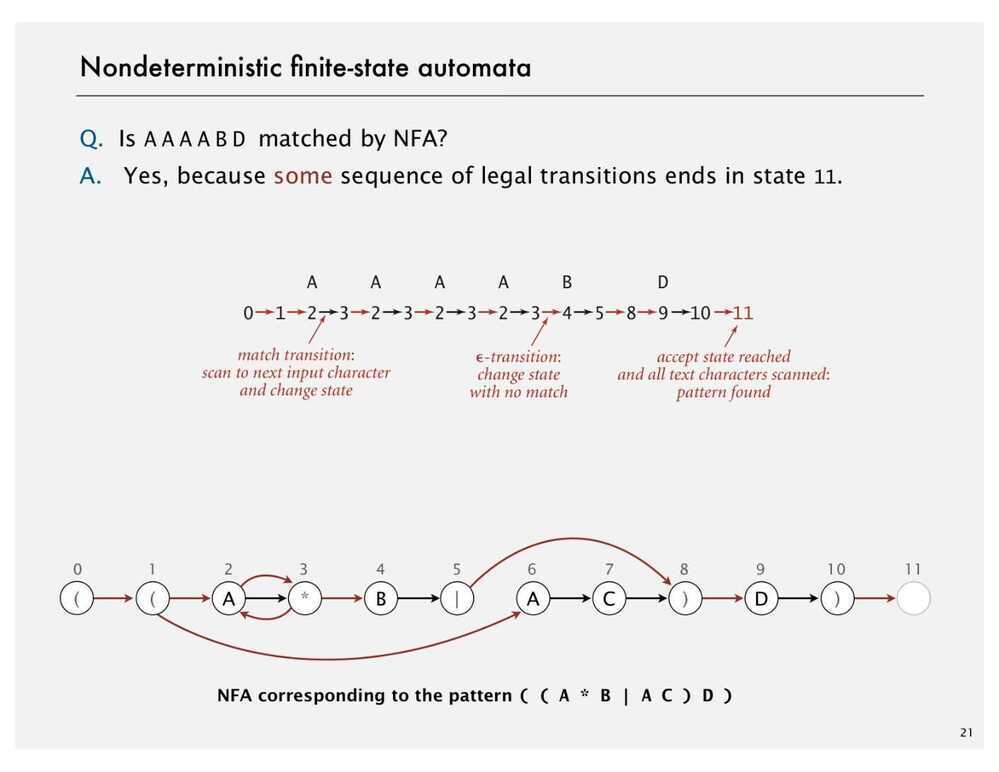 Nondeterministic finite-state automata
Q. Is A A A A B D matched by NFA?
A. Yes, because some sequence of legal transitions ends in state 11.
A A A A B D
0→1→2→3→2→3→2→3→2→3→4→5→8→9→10→11
match transition:
scan to next input character
and change state
ϵ-transition:
change state
with no match
accept state reached
and all text characters scanned:
pattern found
0 1 2 3 4 5 6 7 8 9 10 11
( ( A * B | A C ) D )
NFA corresponding to the pattern ( ( A * B | A C ) D )
21